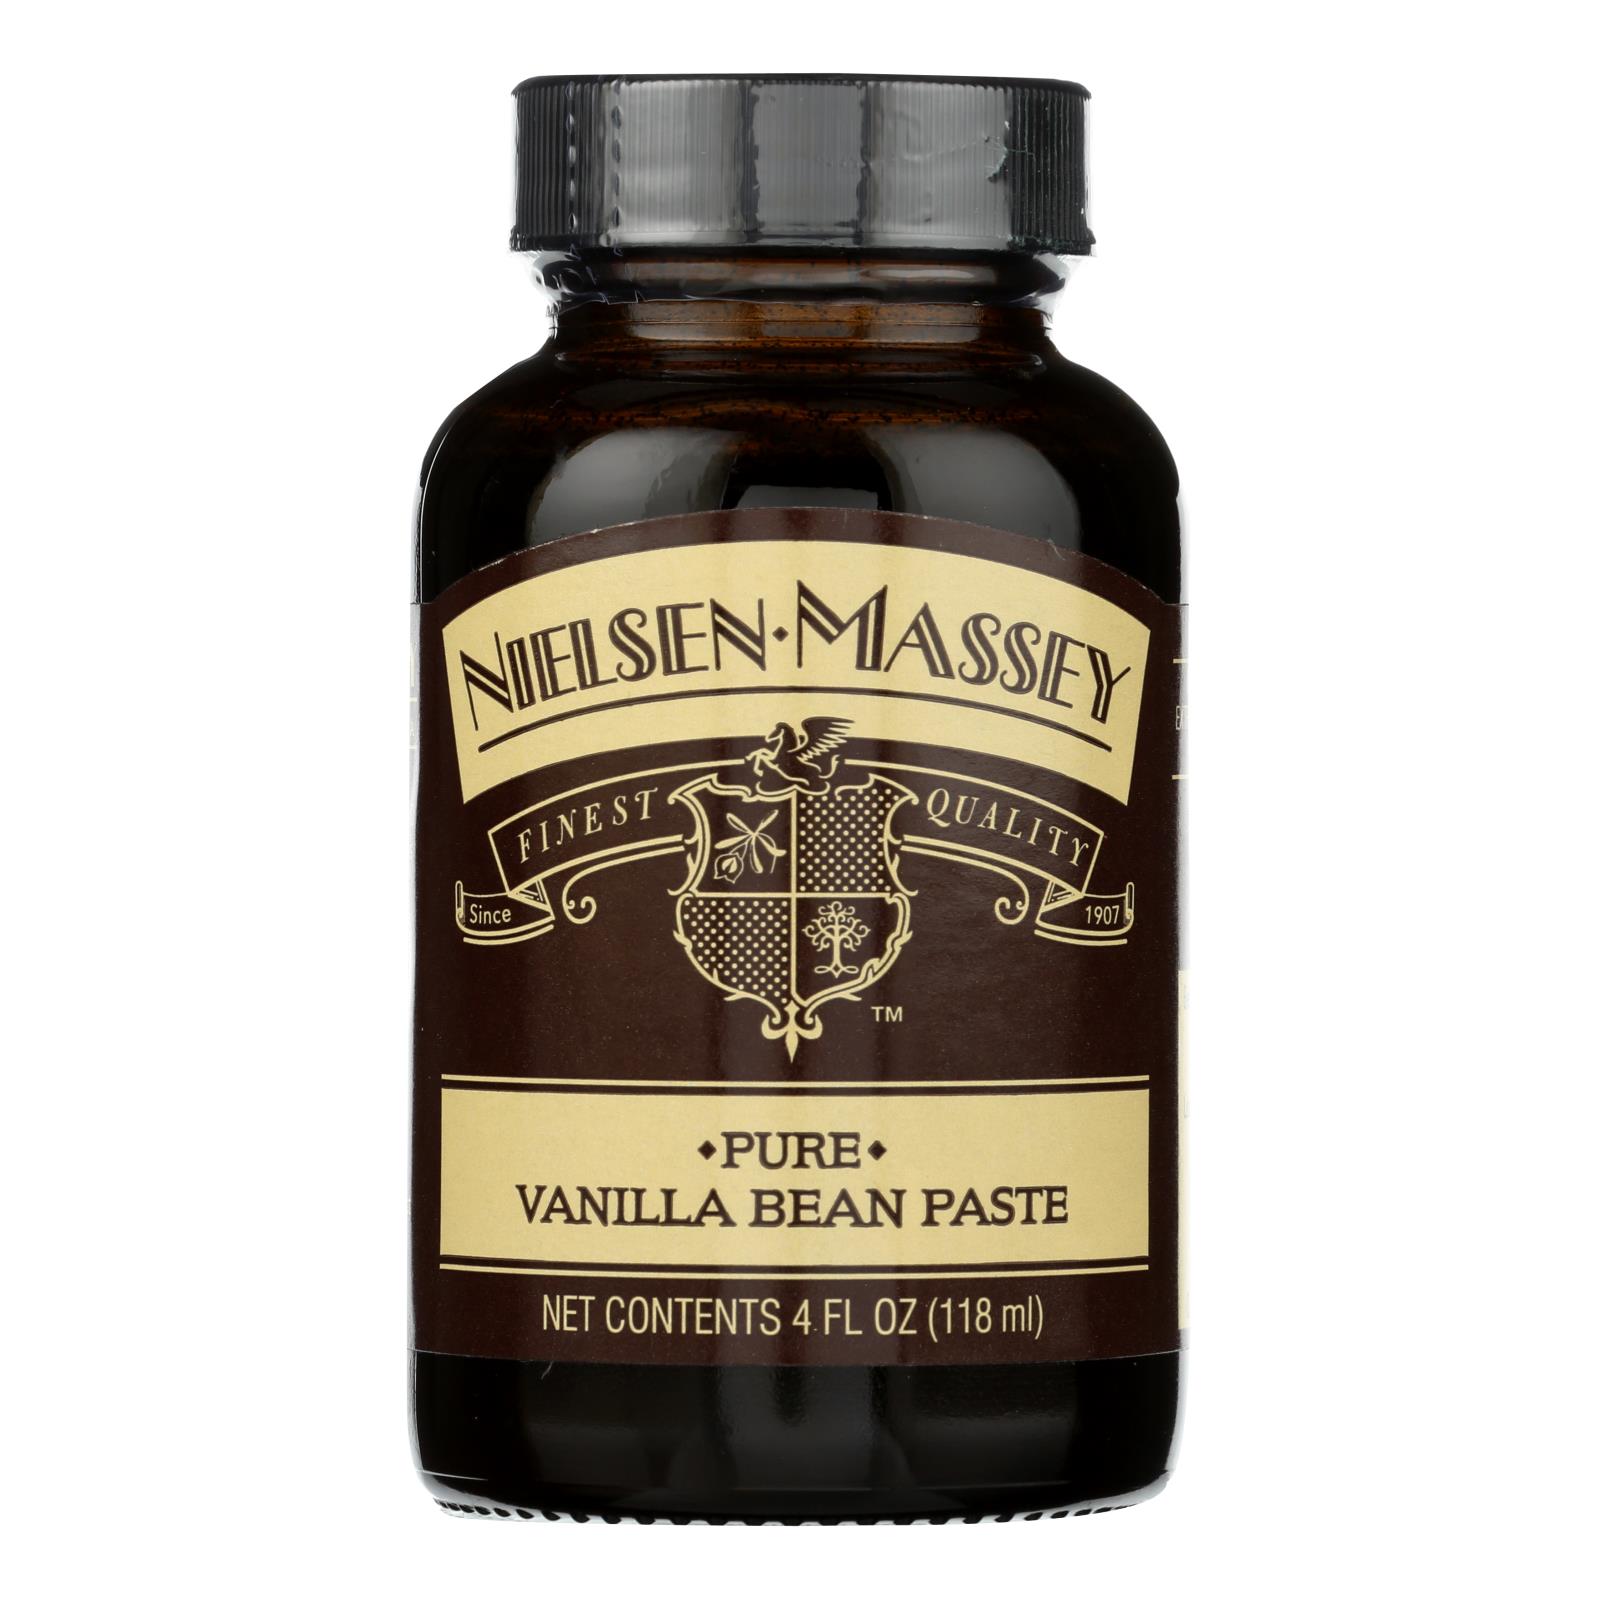 NIELSEN·MASSEY
FINEST QUALITY
Since 1907
TM
·PURE·
VANILLA BEAN PASTE
NET CONTENTS 4 FL OZ (118 ml)